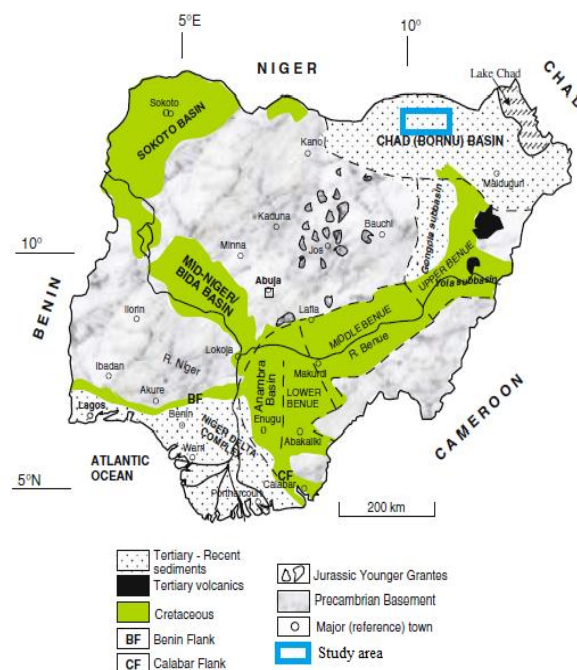 5°E
10°
NIGER
Lake Chad
CHAD
Sokoto
SOKOTO BASIN
Kano
CHAD (BORNU) BASIN
Maiduguri
Kaduna
Bauchi
Gongola subbasin
10°
Minna
Jos
MID-NIGER/
BIDA BASIN
Abuja
UPPER BENUE
Yola subbasin
BENIN
Ilorin
Lafia
MIDDLE BENUE
R. Niger
Lokoja
R. Benue
Ibadan
Makurdi
Akure
BF
Anambra
Basin
LOWER
BENUE
CAMEROON
Lagos
Benin
Enugu
Abakaliki
NIGER DELTA
COMPLEX
ATLANTIC
OCEAN
Warri
CF
5°N
Calabar
Portharcourt
200 km
Tertiary - Recent
sediments
Tertiary volcanics
Cretaceous
BF Benin Flank
CF Calabar Flank
Jurassic Younger Grantes
Precambrian Basement
Major (reference) town
Study area